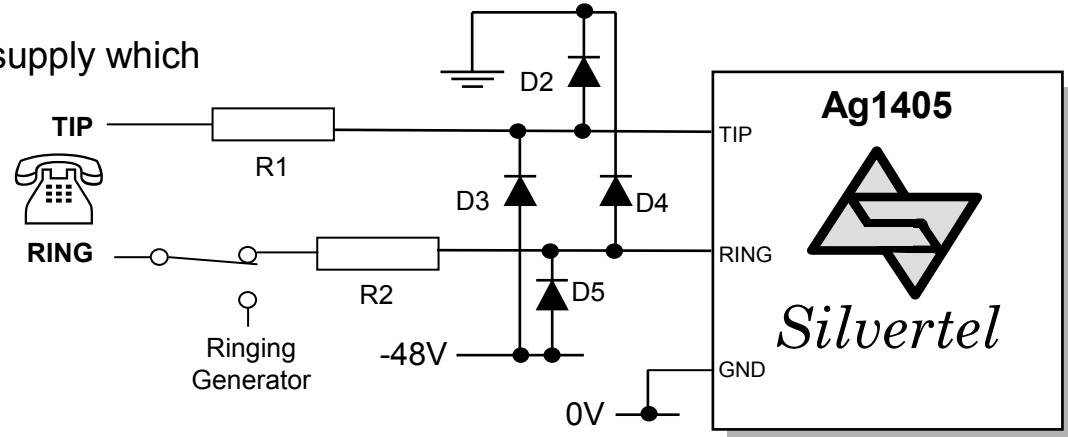 supply which
D2
Ag1405
TIP
TIP
R1
D3
D4
RING
RING
R2
D5
Ringing
Generator
-48V
Silvertel
GND
0V